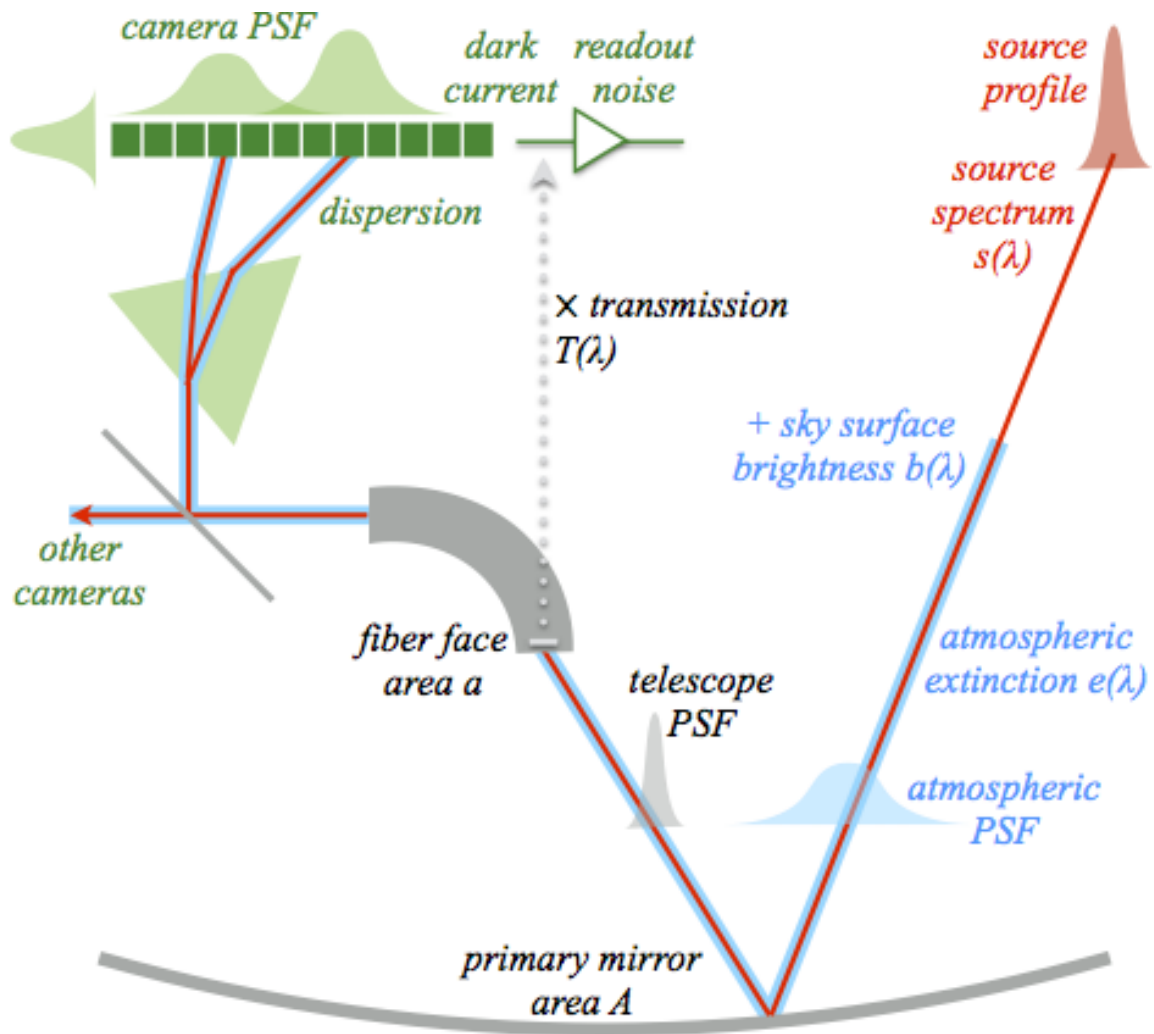 camera PSF
dark
current
readout
noise
source
profile
source
spectrum
s(λ)
dispersion
× transmission
T(λ)
+ sky surface
brightness b(λ)
other
cameras
fiber face
area a
atmospheric
extinction e(λ)
telescope
PSF
atmospheric
PSF
primary mirror
area A